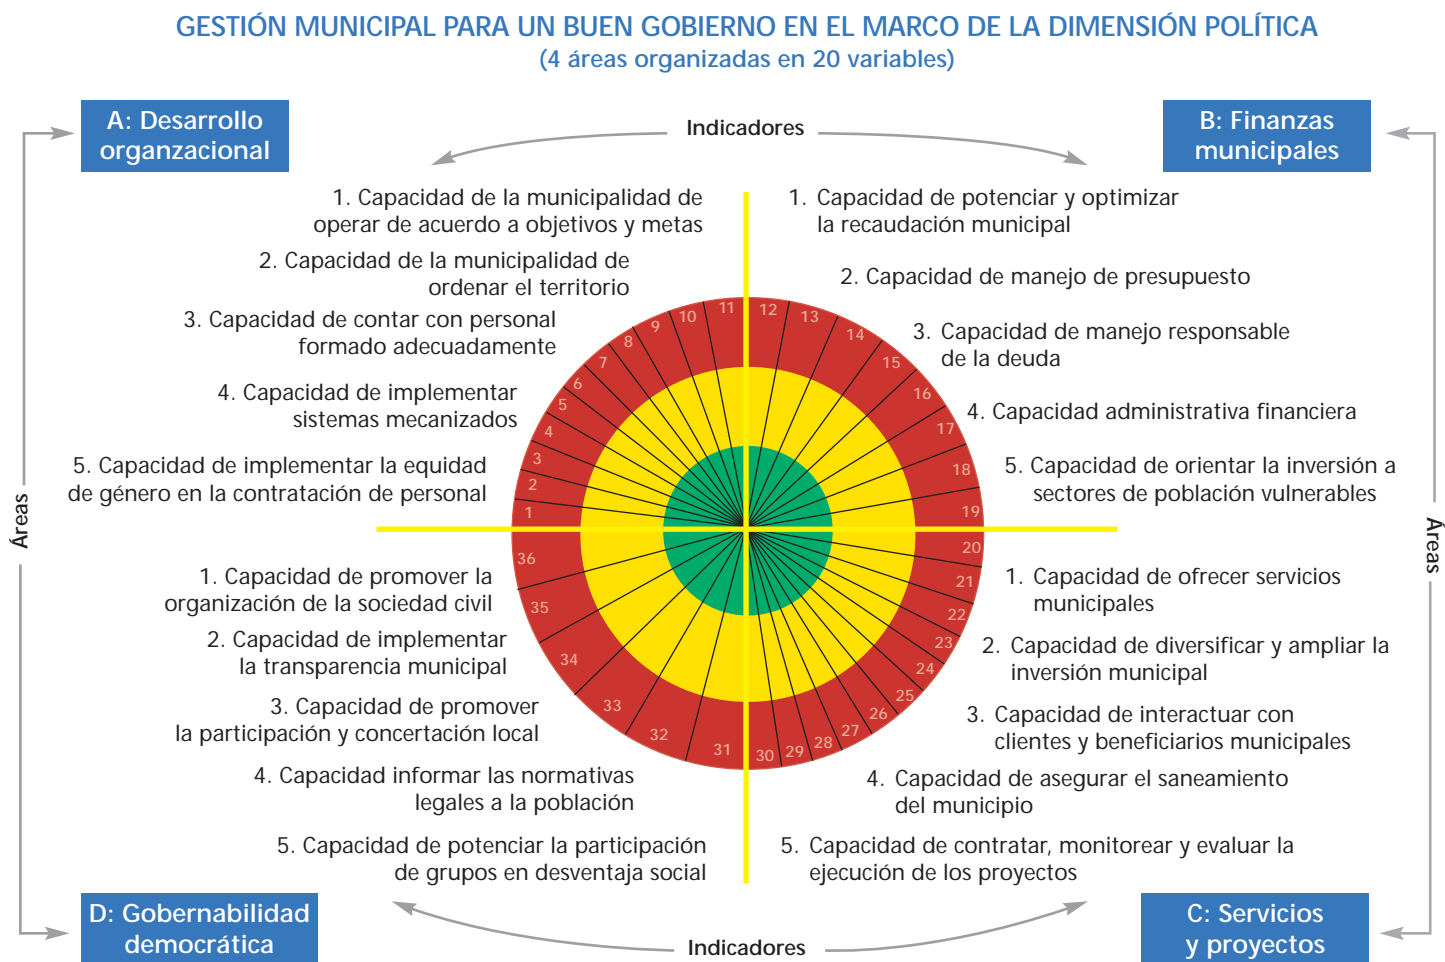 GESTIÓN MUNICIPAL PARA UN BUEN GOBIERNO EN EL MARCO DE LA DIMENSIÓN POLÍTICA
(4 áreas organizadas en 20 variables)
A: Desarrollo
organzacional
Indicadores
B: Finanzas
municipales
1. Capacidad de la municipalidad de
operar de acuerdo a objetivos y metas
2. Capacidad de la municipalidad de
ordenar el territorio
3. Capacidad de contar con personal
formado adecuadamente
4. Capacidad de implementar
sistemas mecanizados
5. Capacidad de implementar la equidad
de género en la contratación de personal
1. Capacidad de potenciar y optimizar
la recaudación municipal
2. Capacidad de manejo de presupuesto
3. Capacidad de manejo responsable
de la deuda
4. Capacidad administrativa financiera
5. Capacidad de orientar la inversión a
sectores de población vulnerables
Áreas
Áreas
1
2
3
4
5
6
7
8
9
10
11
12
13
14
15
16
17
18
19
20
21
22
23
24
25
26
27
28
29
30
31
32
33
34
35
36
1. Capacidad de promover la
organización de la sociedad civil
2. Capacidad de implementar
la transparencia municipal
3. Capacidad de promover
la participación y concertación local
4. Capacidad informar las normativas
legales a la población
5. Capacidad de potenciar la participación
de grupos en desventaja social
1. Capacidad de ofrecer servicios
municipales
2. Capacidad de diversificar y ampliar la
inversión municipal
3. Capacidad de interactuar con
clientes y beneficiarios municipales
4. Capacidad de asegurar el saneamiento
del municipio
5. Capacidad de contratar, monitorear y evaluar la
ejecución de los proyectos
D: Gobernabilidad
democrática
Indicadores
C: Servicios
y proyectos